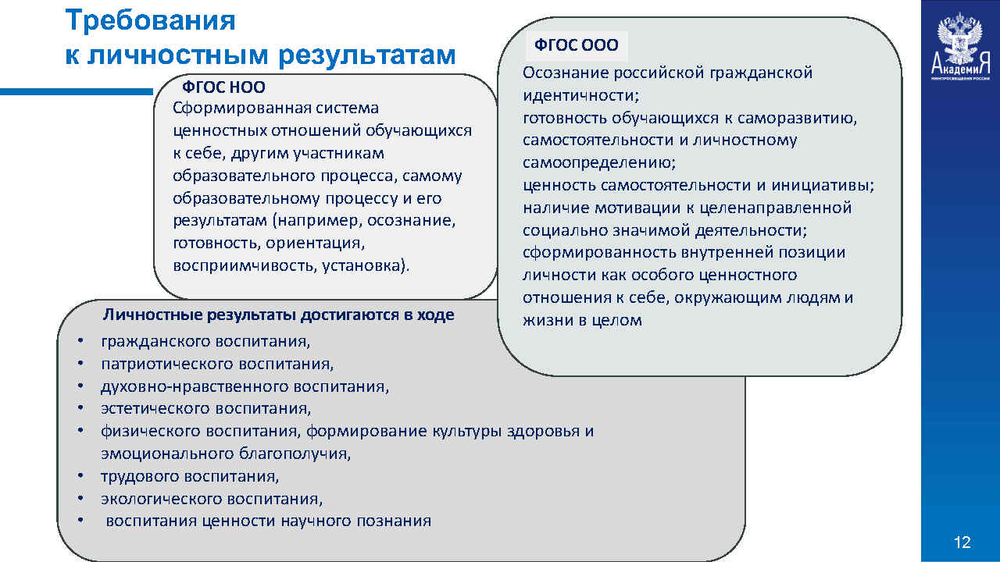 Требования
к личностным результатам
ФГОС НОО
Сформированная система
ценностных отношений обучающихся
к себе, другим участникам
образовательного процесса, самому
образовательному процессу и его
результатам (например, осознание,
готовность, ориентация,
восприимчивость, установка).
ФГОС ООО
Осознание российской гражданской
идентичности;
готовность обучающихся к саморазвитию,
самостоятельности и личностному
самоопределению;
ценность самостоятельности и инициативы;
наличие мотивации к целенаправленной
социально значимой деятельности;
сформированность внутренней позиции
личности как особого ценностного
отношения к себе, окружающим людям и
жизни в целом
Личностные результаты достигаются в ходе
• гражданского воспитания,
• патриотического воспитания,
• духовно-нравственного воспитания,
• эстетического воспитания,
• физического воспитания, формирование культуры здоровья и
эмоционального благополучия,
• трудового воспитания,
• экологического воспитания,
• воспитания ценности научного познания
АкадемиЯ
МИНПРОСВЕЩЕНИЯ РОССИИ
12